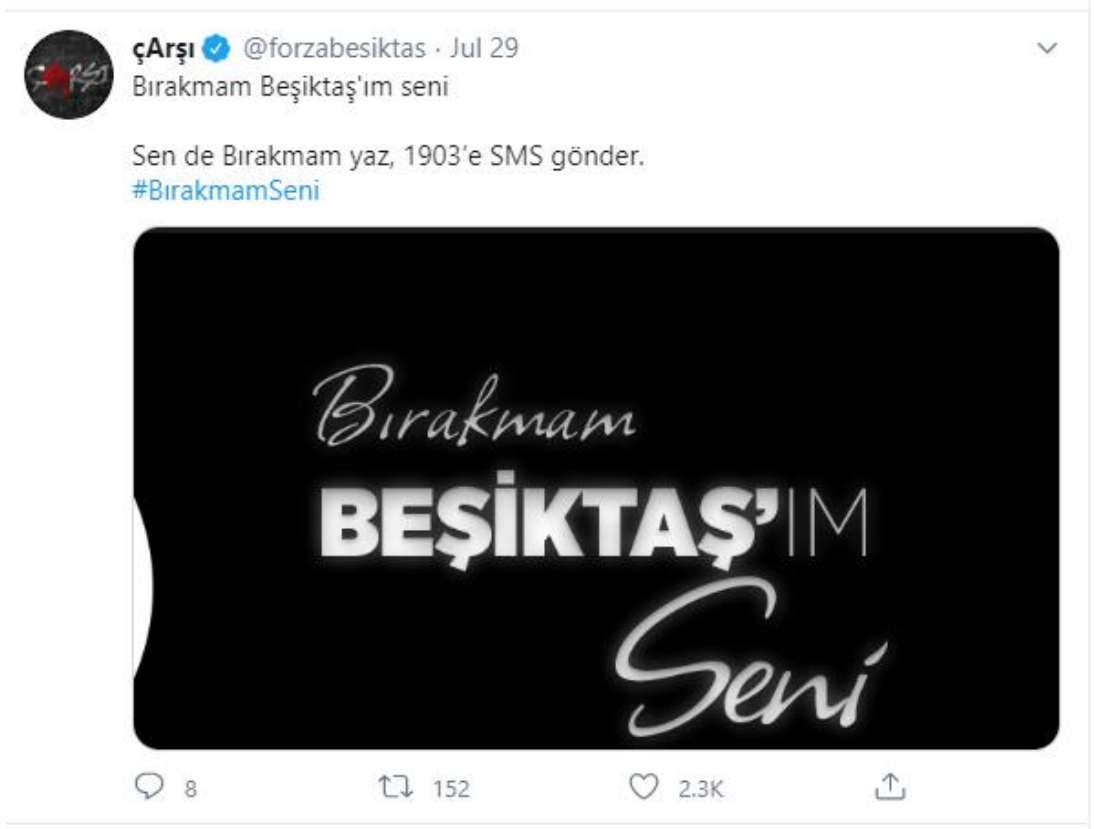 çArşı @forzabesiktas · Jul 29
Bırakmam Beşiktaş'ım seni
Sen de Bırakmam yaz, 1903’e SMS gönder.
#BırakmamSeni
Bırakmam
BEŞİKTAŞ’IM
Seni
8 152 2.3K